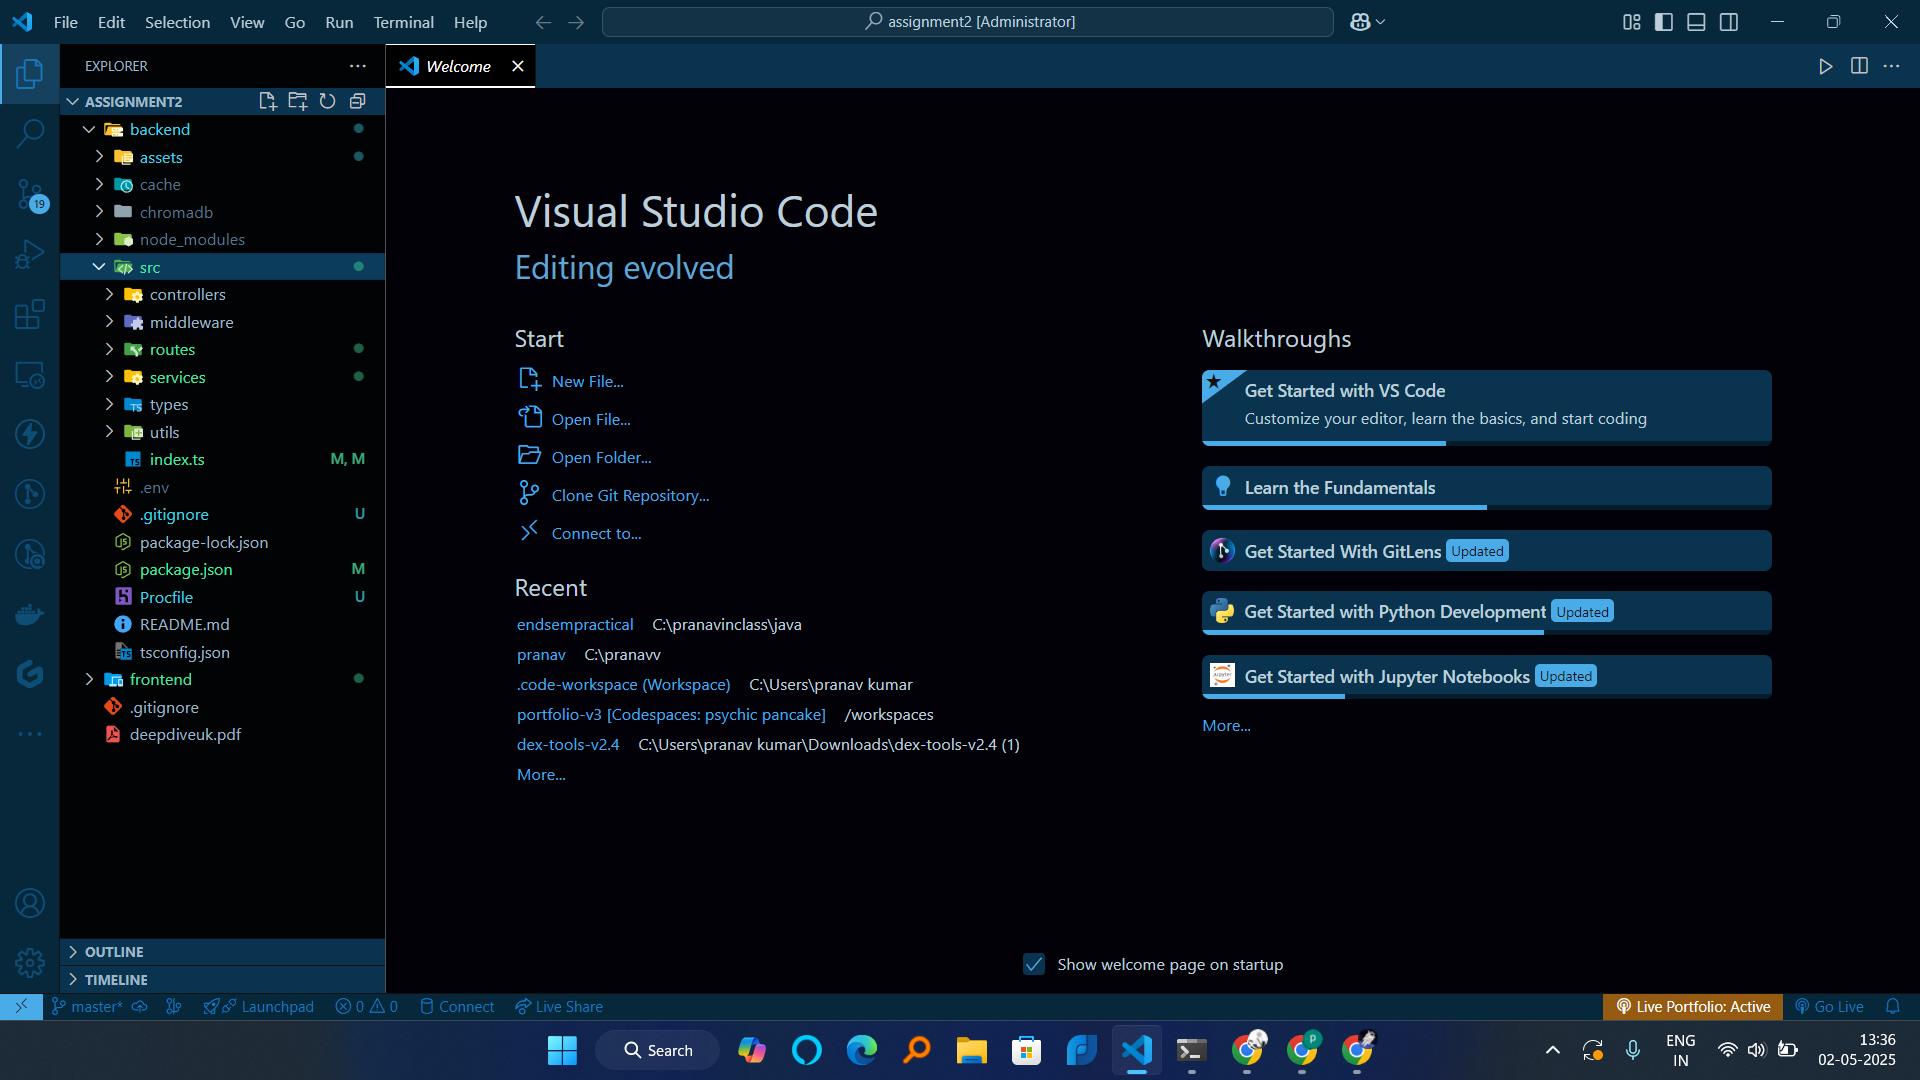 File Edit Selection View Go Run Terminal Help
assignment2 [Administrator]
EXPLORER
Welcome
ASSIGNMENT2
backend
assets
cache
chromadb
node_modules
src
controllers
middleware
routes
services
types
utils
index.ts M, M
.env
.gitignore U
package-lock.json
package.json M
Procfile U
README.md
tsconfig.json
frontend
.gitignore
deepdiveuk.pdf
OUTLINE
TIMELINE
19
Visual Studio Code
Editing evolved
Start
New File...
Open File...
Open Folder...
Clone Git Repository...
Connect to...
Recent
endsempractical C:\pranavinclass\java
pranav C:\pranavv
.code-workspace (Workspace) C:\Users\pranav kumar
portfolio-v3 [Codespaces: psychic pancake] /workspaces
dex-tools-v2.4 C:\Users\pranav kumar\Downloads\dex-tools-v2.4 (1)
More...
Walkthroughs
Get Started with VS Code
Customize your editor, learn the basics, and start coding
Learn the Fundamentals
Get Started With GitLens Updated
Get Started with Python Development Updated
Get Started with Jupyter Notebooks Updated
More...
Show welcome page on startup
master* Launchpad 0 0 Connect Live Share Live Portfolio: Active Go Live
Search
ENG
IN
13:36
02-05-2025